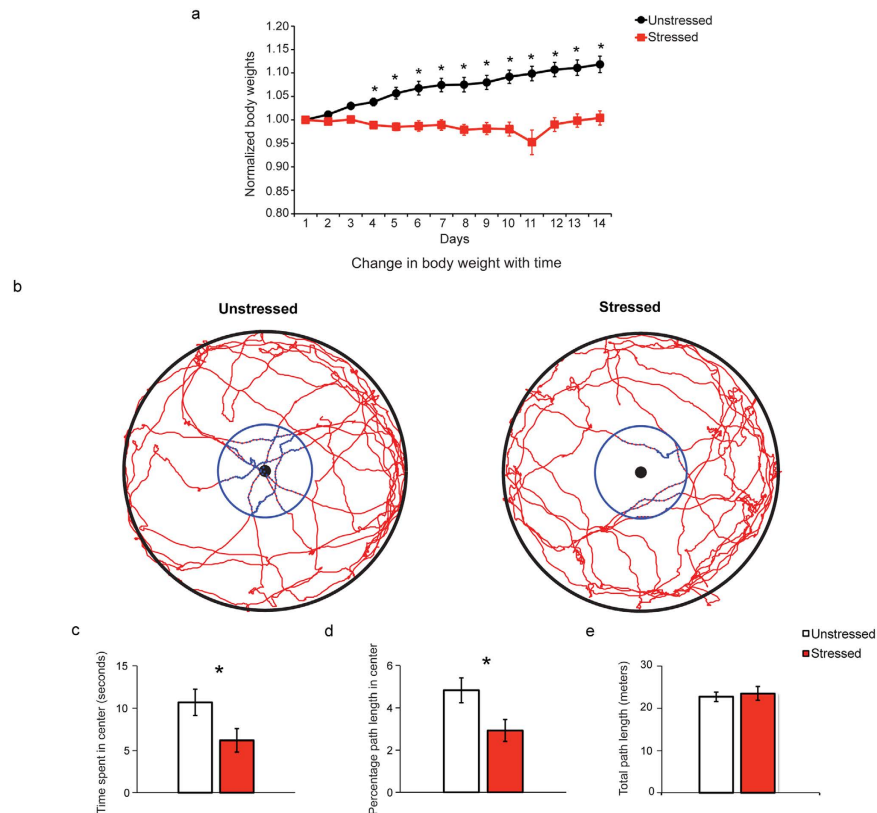 a
Unstressed
Stressed
Normalized body weights
1.20
1.15
1.10
1.05
1.00
0.95
0.90
0.85
0.80
* * * * * * * * * * *
1 2 3 4 5 6 7 8 9 10 11 12 13 14
Days
Change in body weight with time
b
Unstressed
Stressed
c
Time spent in center (seconds)
15
10
5
0
*
d
Percentage path length in center
6
4
2
0
*
e
Total path length (meters)
30
20
10
0
Unstressed
Stressed